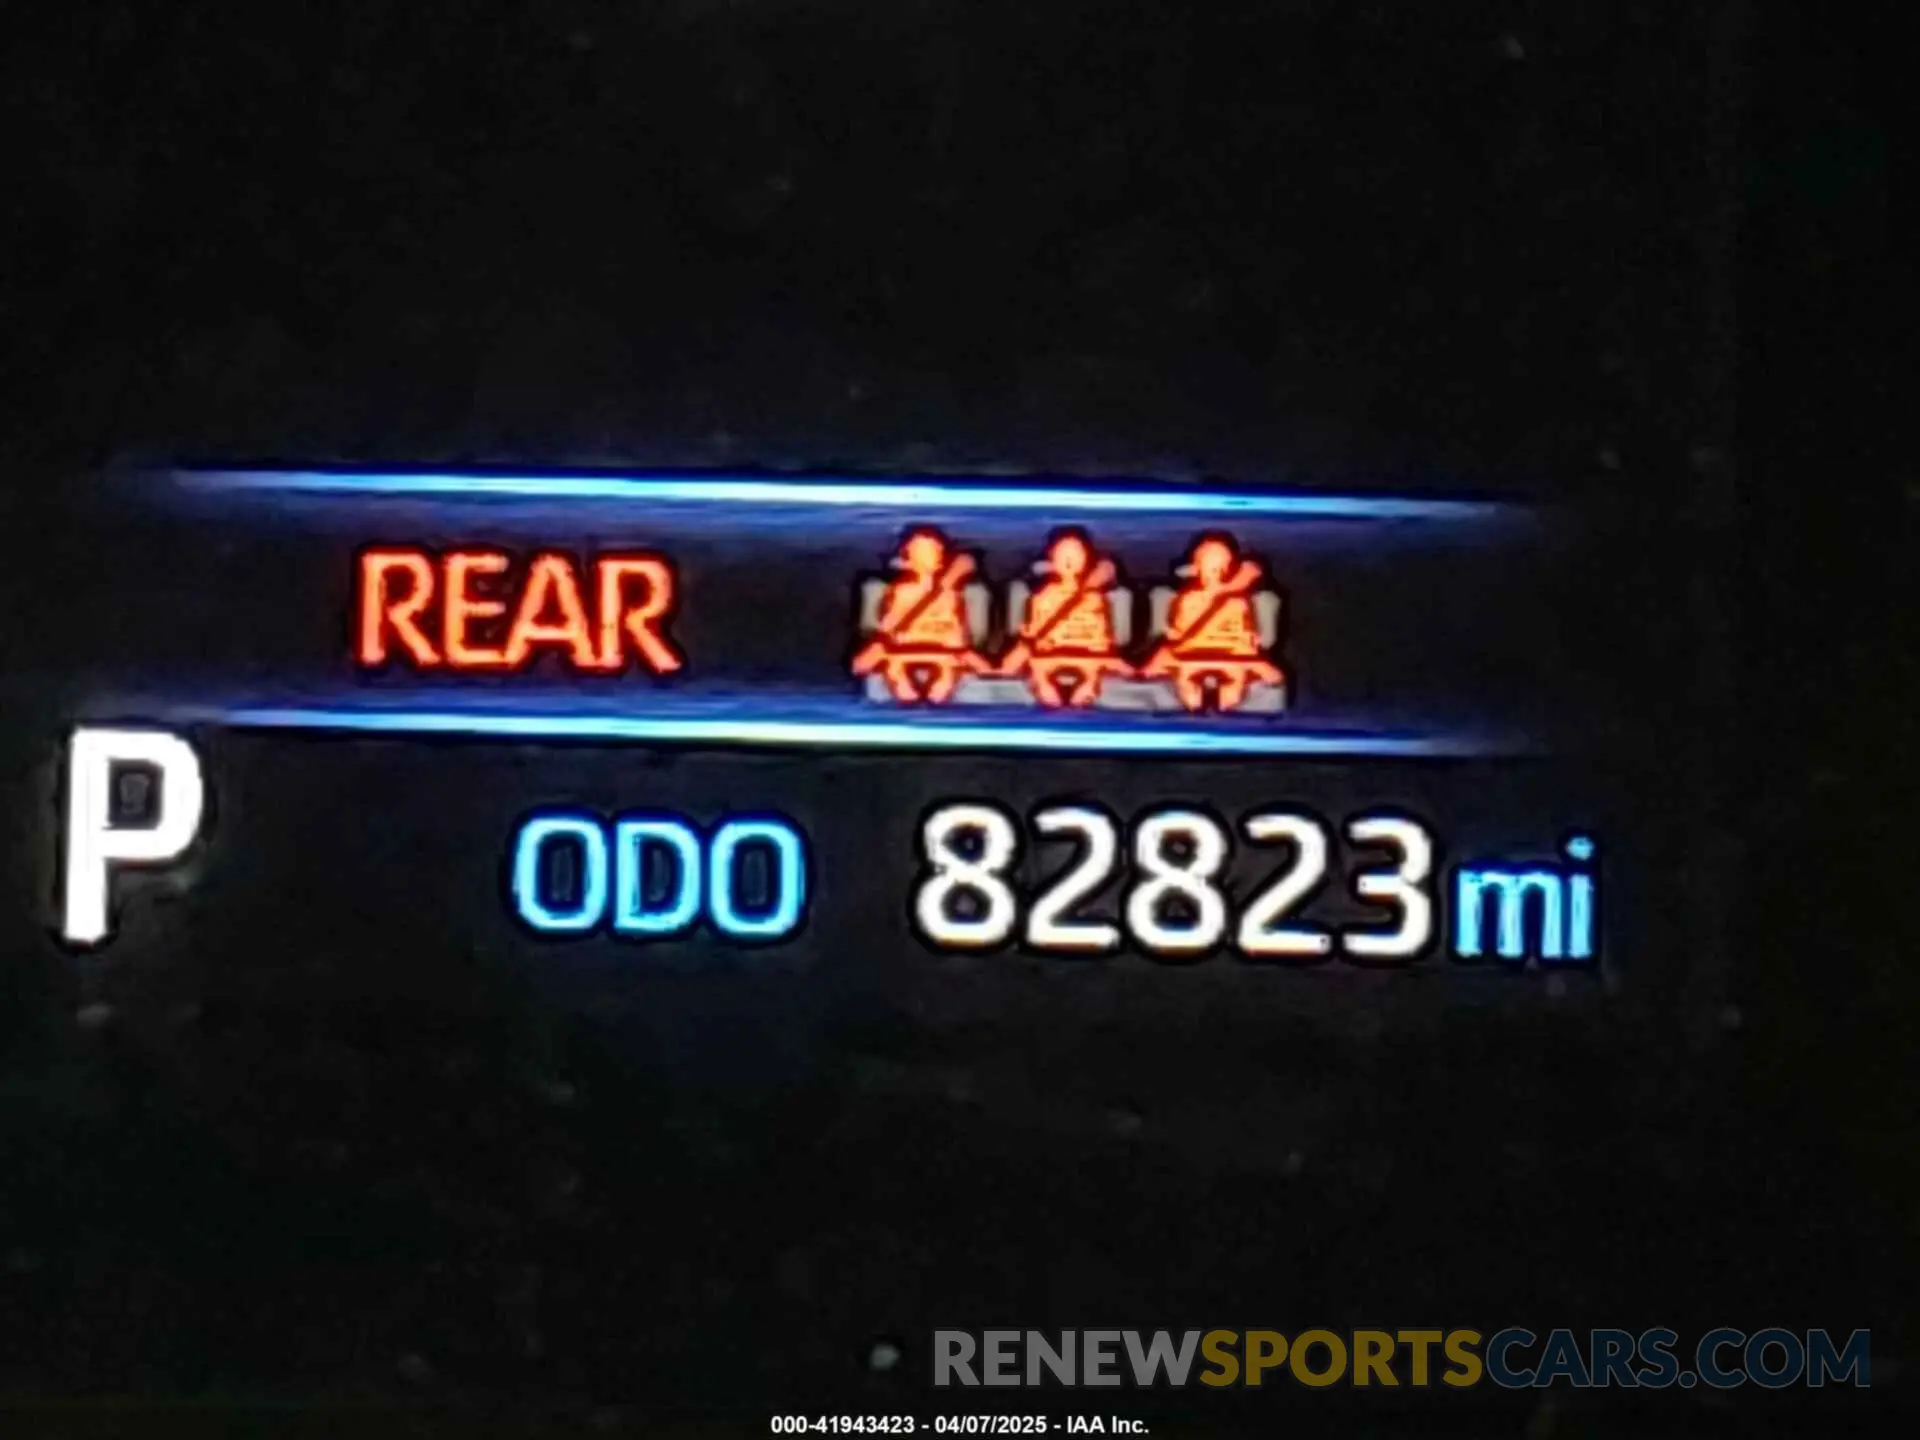 REAR
P
ODO 82823 mi
RENEWSPORTSCARS.COM
000-41943423 - 04/07/2025 - IAA Inc.